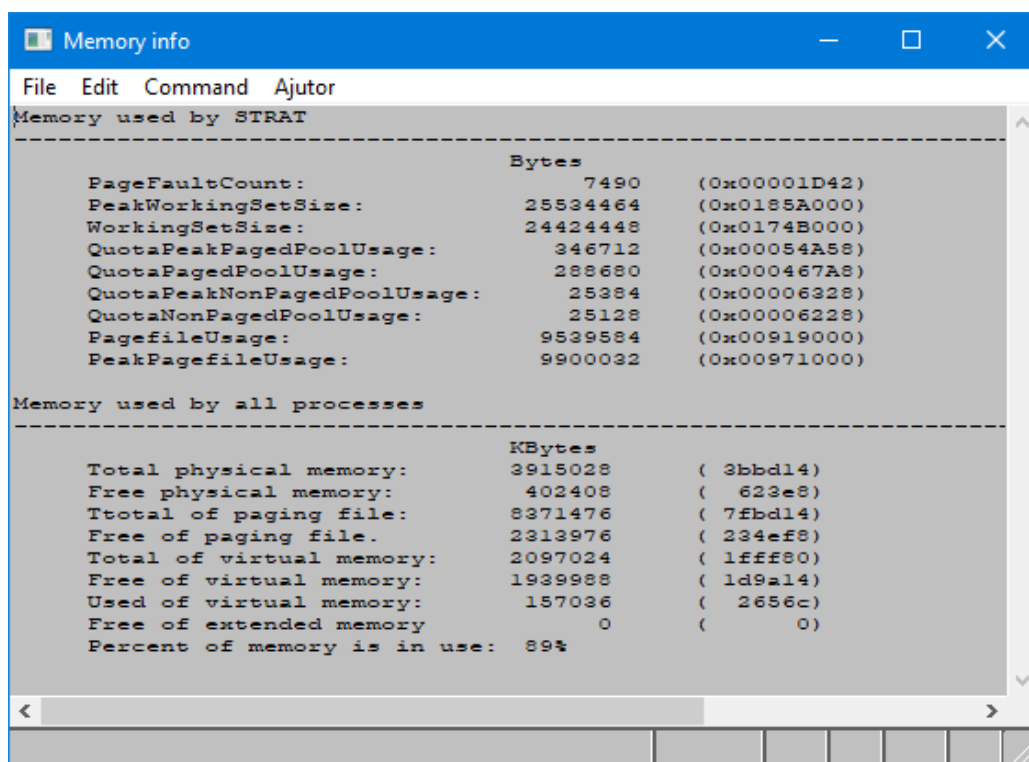 Memory info
File Edit Command Ajutor
Memory used by STRAT
--------------------------------------------------------------------
Bytes
PageFaultCount: 7490 (0x00001D42)
PeakWorkingSetSize: 25534464 (0x0185A000)
WorkingSetSize: 24424448 (0x0174B000)
QuotaPeakPagedPoolUsage: 346712 (0x00054A58)
QuotaPagedPoolUsage: 288680 (0x000467A8)
QuotaPeakNonPagedPoolUsage: 25384 (0x00006328)
QuotaNonPagedPoolUsage: 25128 (0x00006228)
PagefileUsage: 9539584 (0x00919000)
PeakPagefileUsage: 9900032 (0x00971000)
Memory used by all processes
--------------------------------------------------------------------
KBytes
Total physical memory: 3915028 ( 3bbd14)
Free physical memory: 402408 ( 623e8)
Ttotal of paging file: 8371476 ( 7fbd14)
Free of paging file. 2313976 ( 234ef8)
Total of virtual memory: 2097024 ( 1fff80)
Free of virtual memory: 1939988 ( 1d9a14)
Used of virtual memory: 157036 ( 2656c)
Free of extended memory 0 ( 0)
Percent of memory is in use: 89%